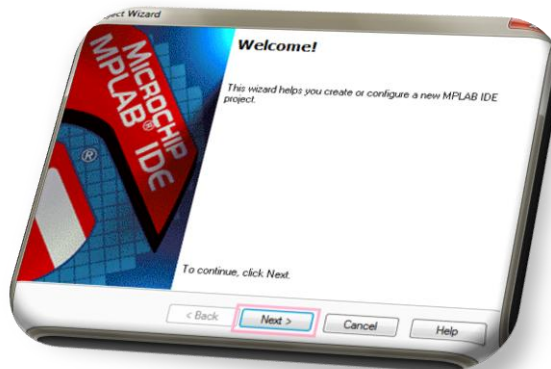 Project Wizard
Welcome!
This wizard helps you create or configure a new MPLAB IDE
project.
MICROCHIP
MPLAB® IDE
®
To continue, click Next.
< Back
Next >
Cancel
Help